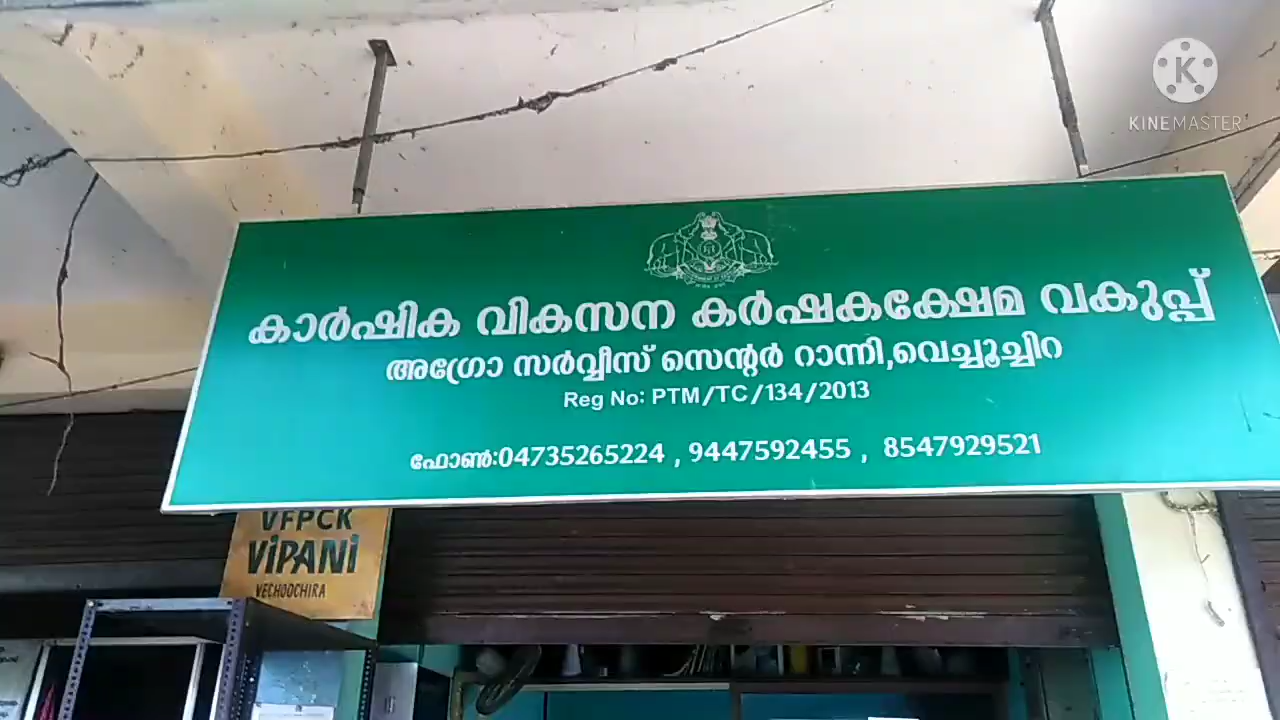 KINEMASTER
കാർഷിക വികസന കർഷകക്ഷേമ വകുപ്പ്
അഗ്രോ സർവ്വീസ് സെന്റർ റാന്നി,വെച്ചൂച്ചിറ
Reg No: PTM/TC/134/2013
ഫോൺ:04735265224 , 9447592455 , 8547929521
VFPCK
ViPANi
VECHOOCHIRA